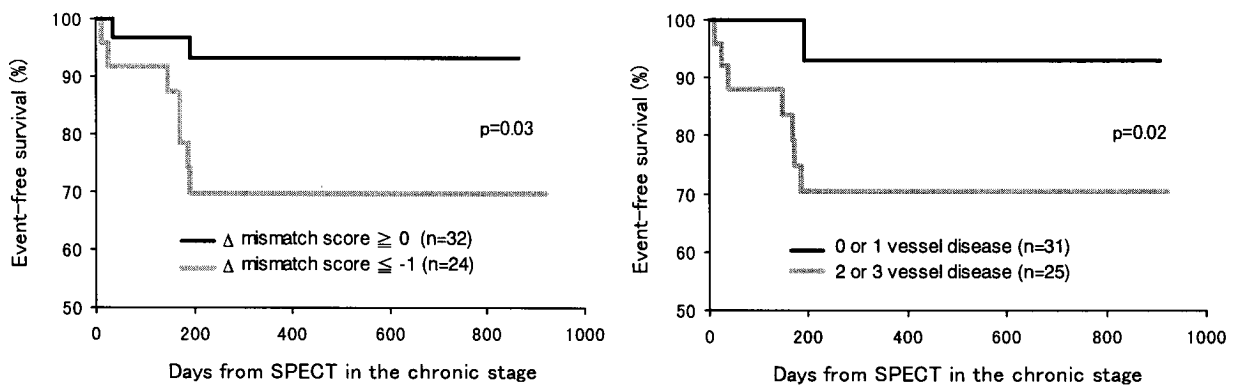 100
90
80
70
60
50
Event-free survival (%)
p=0.03
Δ mismatch score ≧ 0 (n=32)
Δ mismatch score ≦ -1 (n=24)
0 200 400 600 800 1000
Days from SPECT in the chronic stage
100
90
80
70
60
50
Event-free survival (%)
p=0.02
0 or 1 vessel disease (n=31)
2 or 3 vessel disease (n=25)
0 200 400 600 800 1000
Days from SPECT in the chronic stage